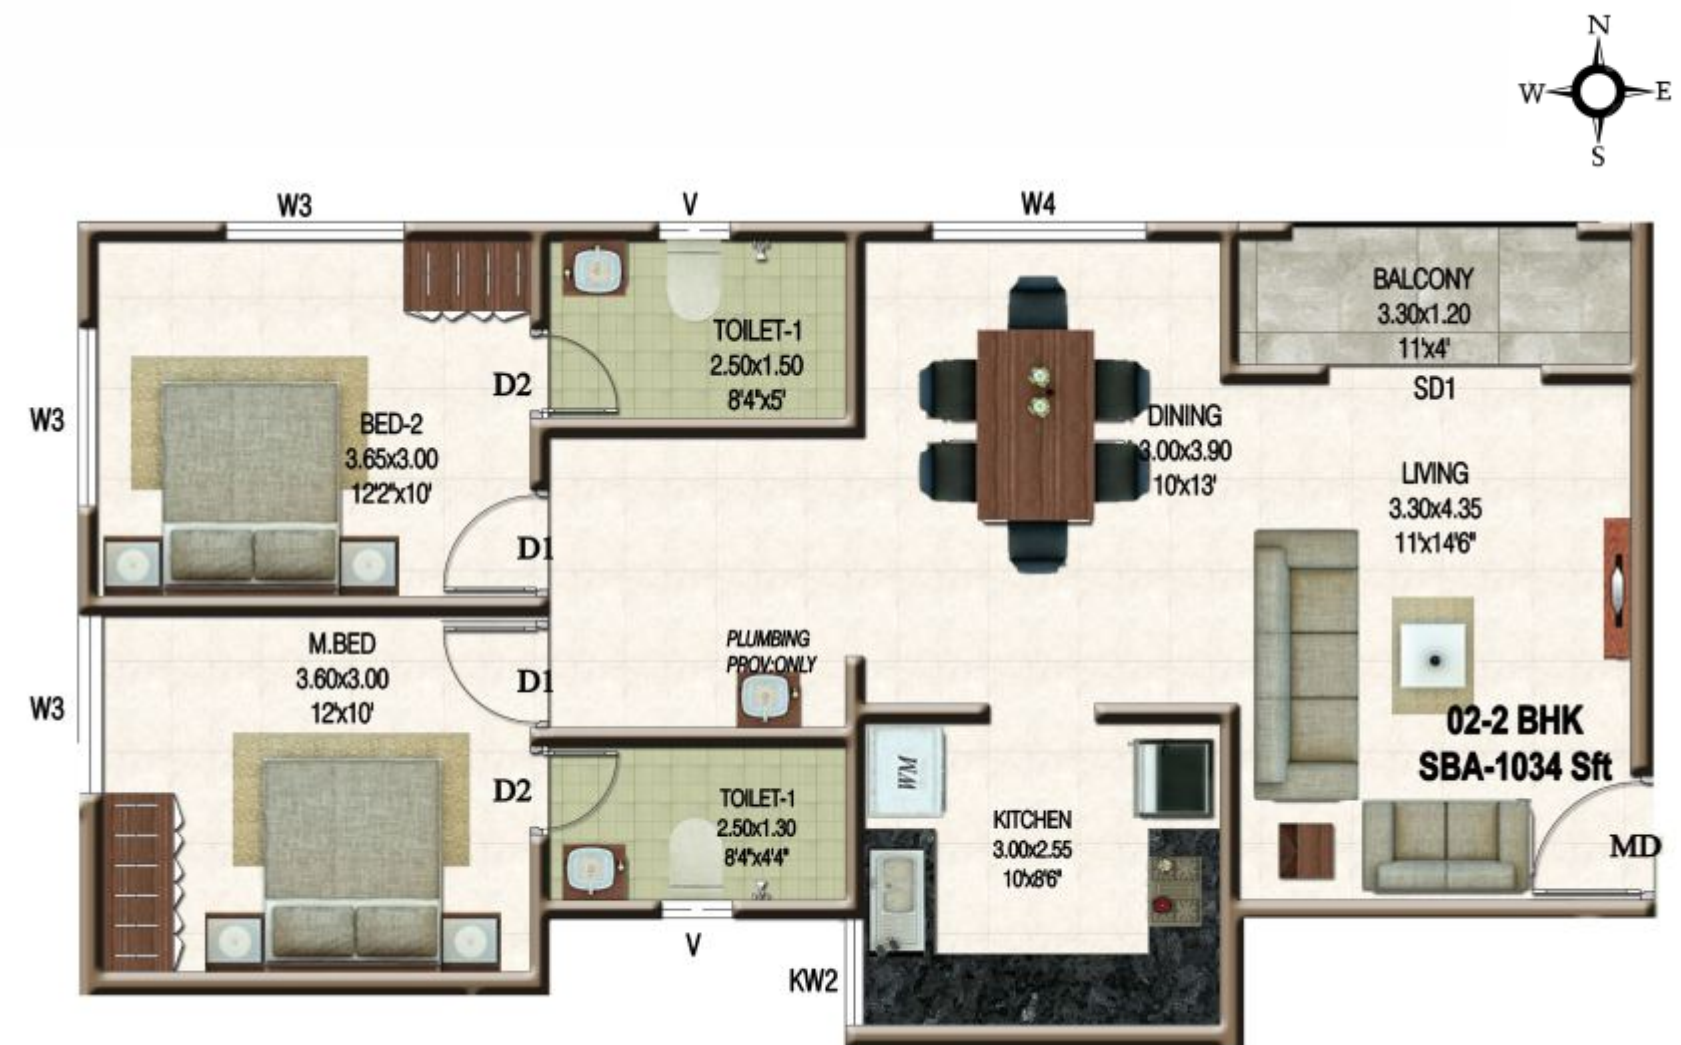 N
W E
S
W3
V
W4
BALCONY
3.30x1.20
11'x4'
TOILET-1
2.50x1.50
8'4"x5'
D2
SD1
W3
BED-2
3.65x3.00
12'2"x10'
DINING
3.00x3.90
10'x13'
LIVING
3.30x4.35
11'x14'6"
D1
M.BED
3.60x3.00
12'x10'
PLUMBING
PROV:ONLY
D1
W3
02-2 BHK
SBA-1034 Sft
WM
D2
TOILET-1
2.50x1.30
8'4"x4'4"
KITCHEN
3.00x2.55
10'x8'6"
MD
V
KW2